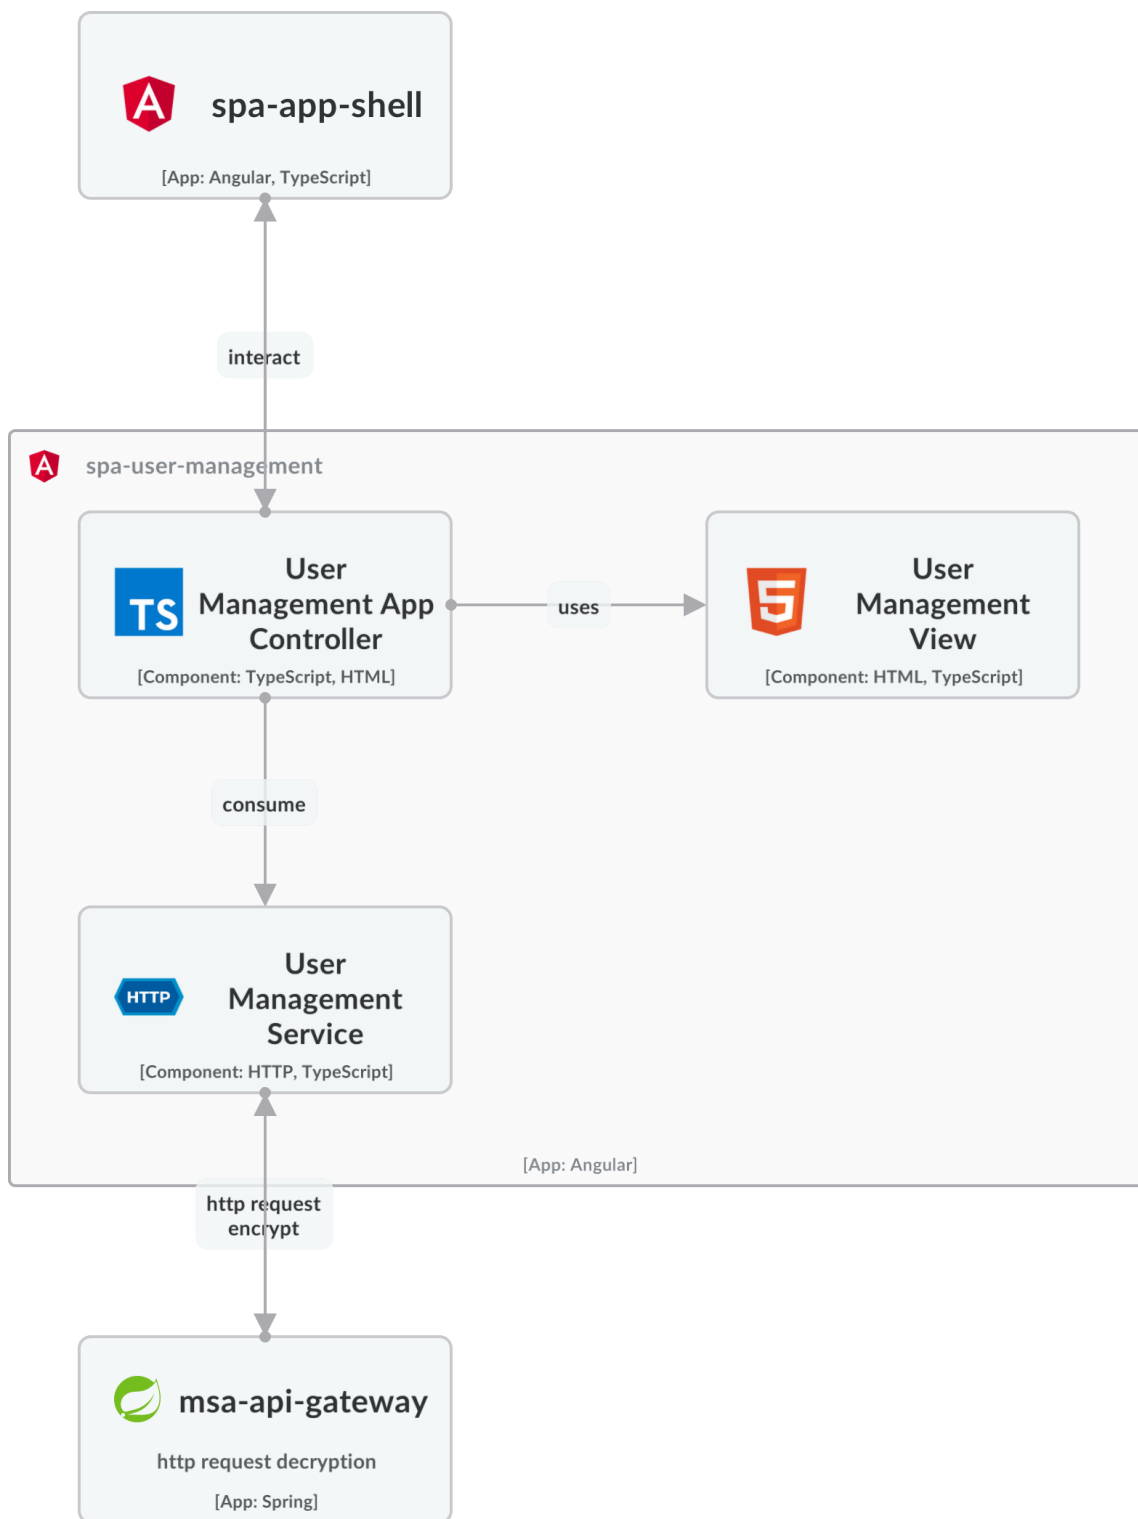 spa-app-shell
[App: Angular, TypeScript]
interact
spa-user-management
TS
User
Management App
Controller
[Component: TypeScript, HTML]
uses
5
User
Management
View
[Component: HTML, TypeScript]
consume
HTTP
User
Management
Service
[Component: HTTP, TypeScript]
[App: Angular]
http request
encrypt
msa-api-gateway
http request decryption
[App: Spring]